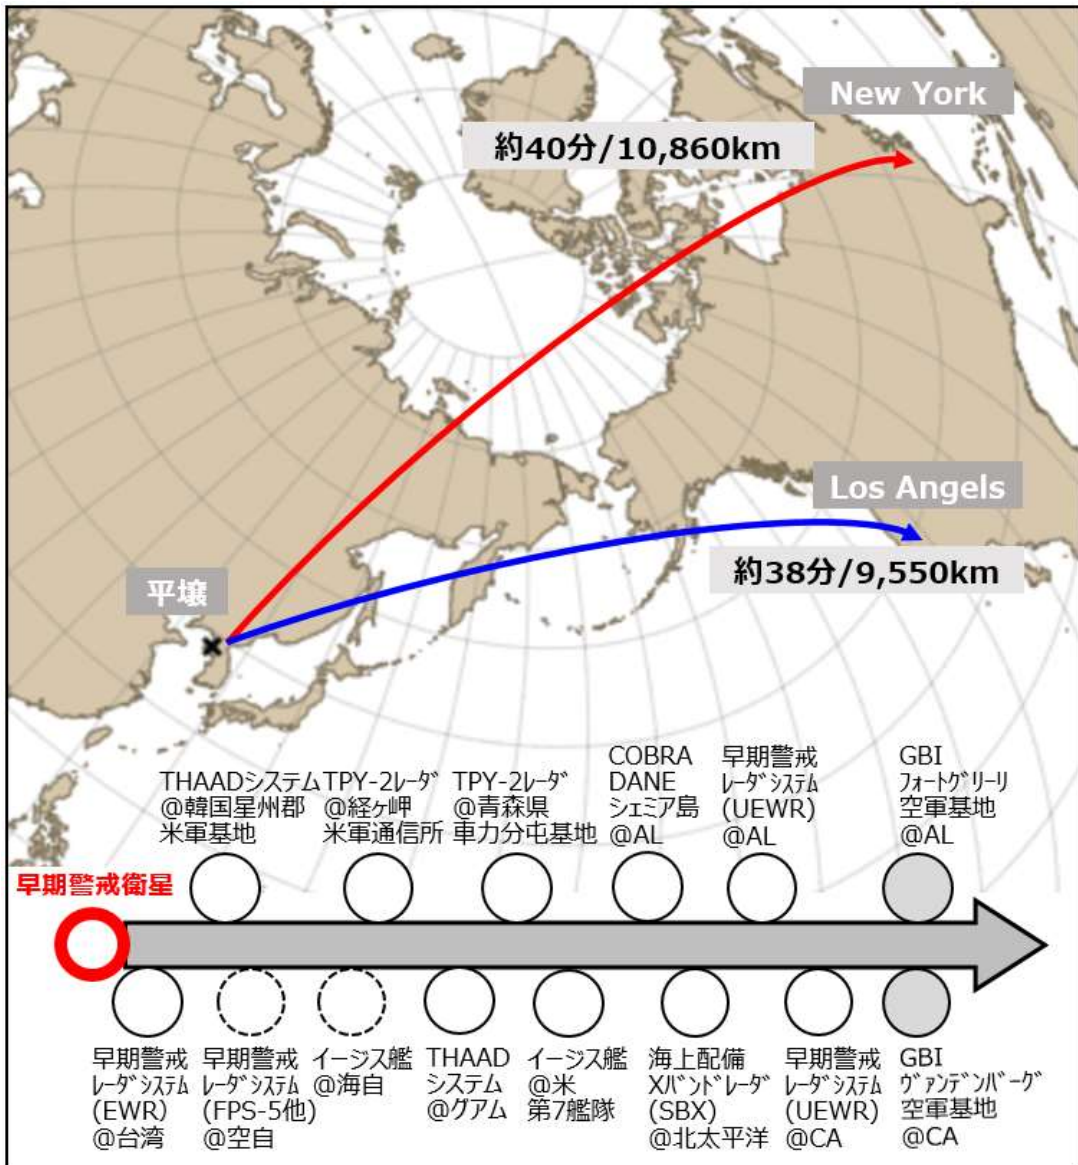 New York
約40分/10,860km
Los Angels
約38分/9,550km
平壌
THAADシステム
@韓国星州郡
米軍基地
TPY-2ﾚｰﾀﾞ
@経ヶ岬
米軍通信所
TPY-2ﾚｰﾀﾞ
@青森県
車力分屯基地
COBRA
DANE
ｼｪﾐｱ島
@AL
早期警戒
ﾚｰﾀﾞｼｽﾃﾑ
(UEWR)
@AL
GBI
ﾌｫｰﾄｸﾞﾘｰﾘ
空軍基地
@AL
早期警戒衛星
早期警戒
ﾚｰﾀﾞｼｽﾃﾑ
(EWR)
@台湾
早期警戒
ﾚｰﾀﾞｼｽﾃﾑ
(FPS-5他)
@空自
イージス艦
@海自
THAAD
システム
@グアム
イージス艦
@米
第7艦隊
海上配備
Xﾊﾞﾝﾄﾞﾚｰﾀﾞ
(SBX)
@北太平洋
早期警戒
ﾚｰﾀﾞｼｽﾃﾑ
(UEWR)
@CA
GBI
ｳﾞｧﾝﾃﾞﾝﾊﾞｰｸﾞ
空軍基地
@CA